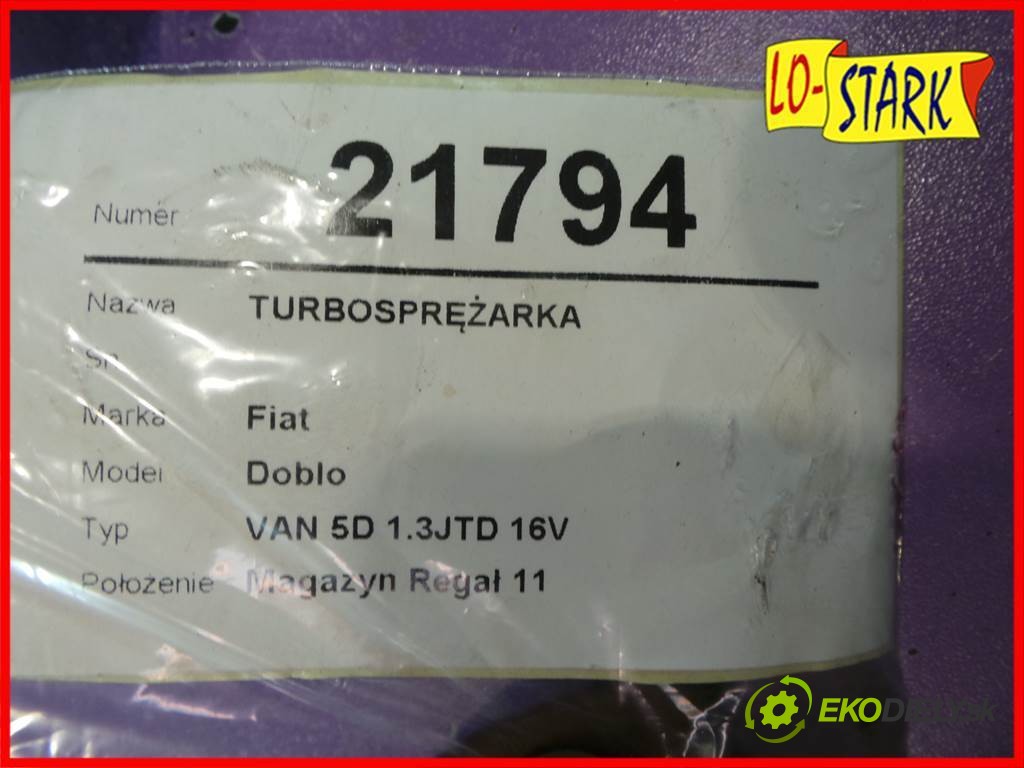 LO-STARK
Numer 21794
Nazwa TURBOSPRĘŻARKA
Sn
Marka Fiat
Model Doblo
Typ VAN 5D 1.3JTD 16V
Położenie Magazyn Regał 11